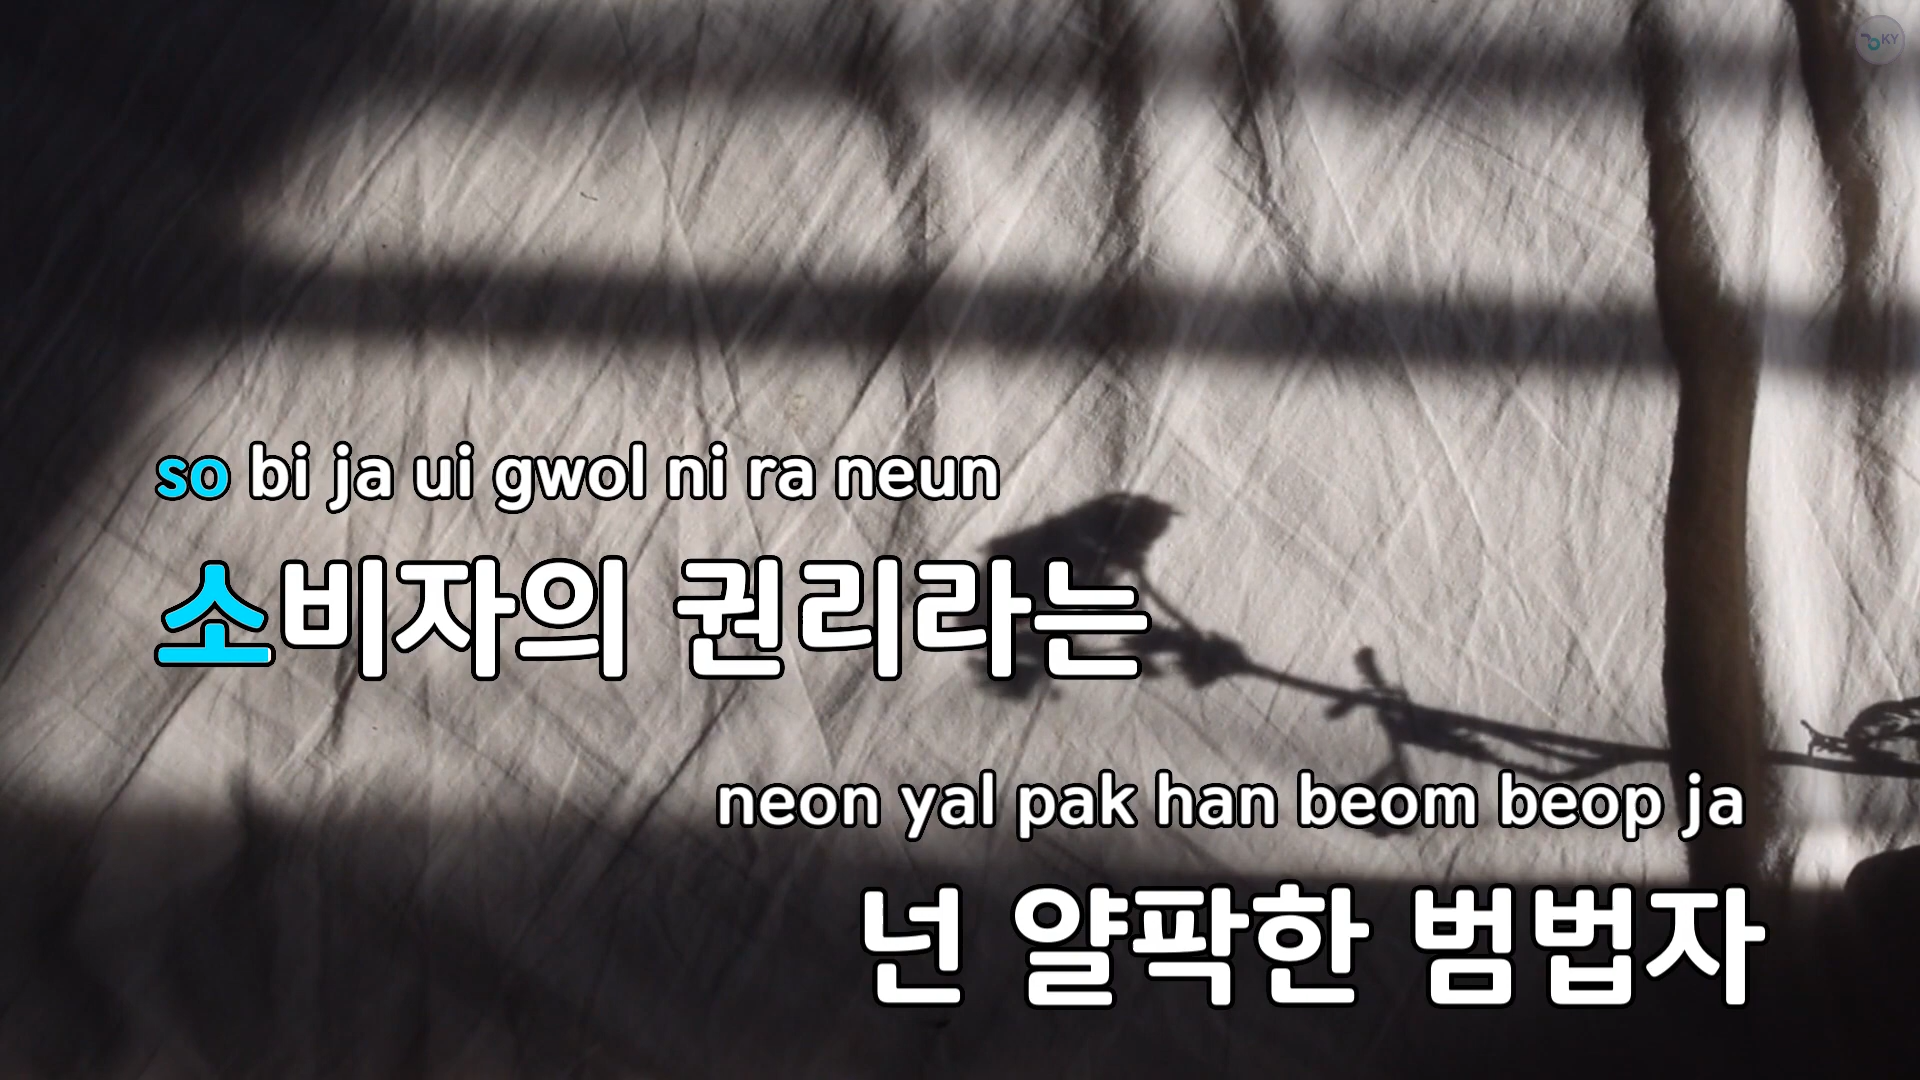 KY
so bi ja ui gwol ni ra neun
소비자의 권리라는
neon yal pak han beom beop ja
넌 얄팍한 범법자